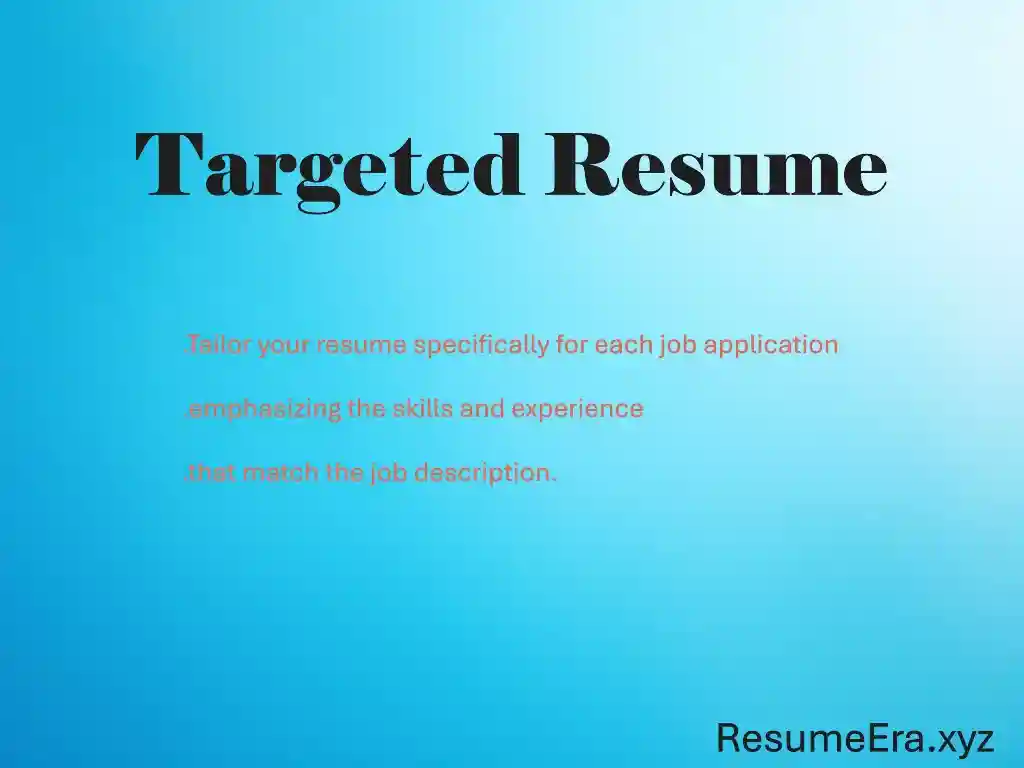 Targeted Resume
.Tailor your resume specifically for each job application
.emphasizing the skills and experience
.that match the job description.
ResumeEra.xyz